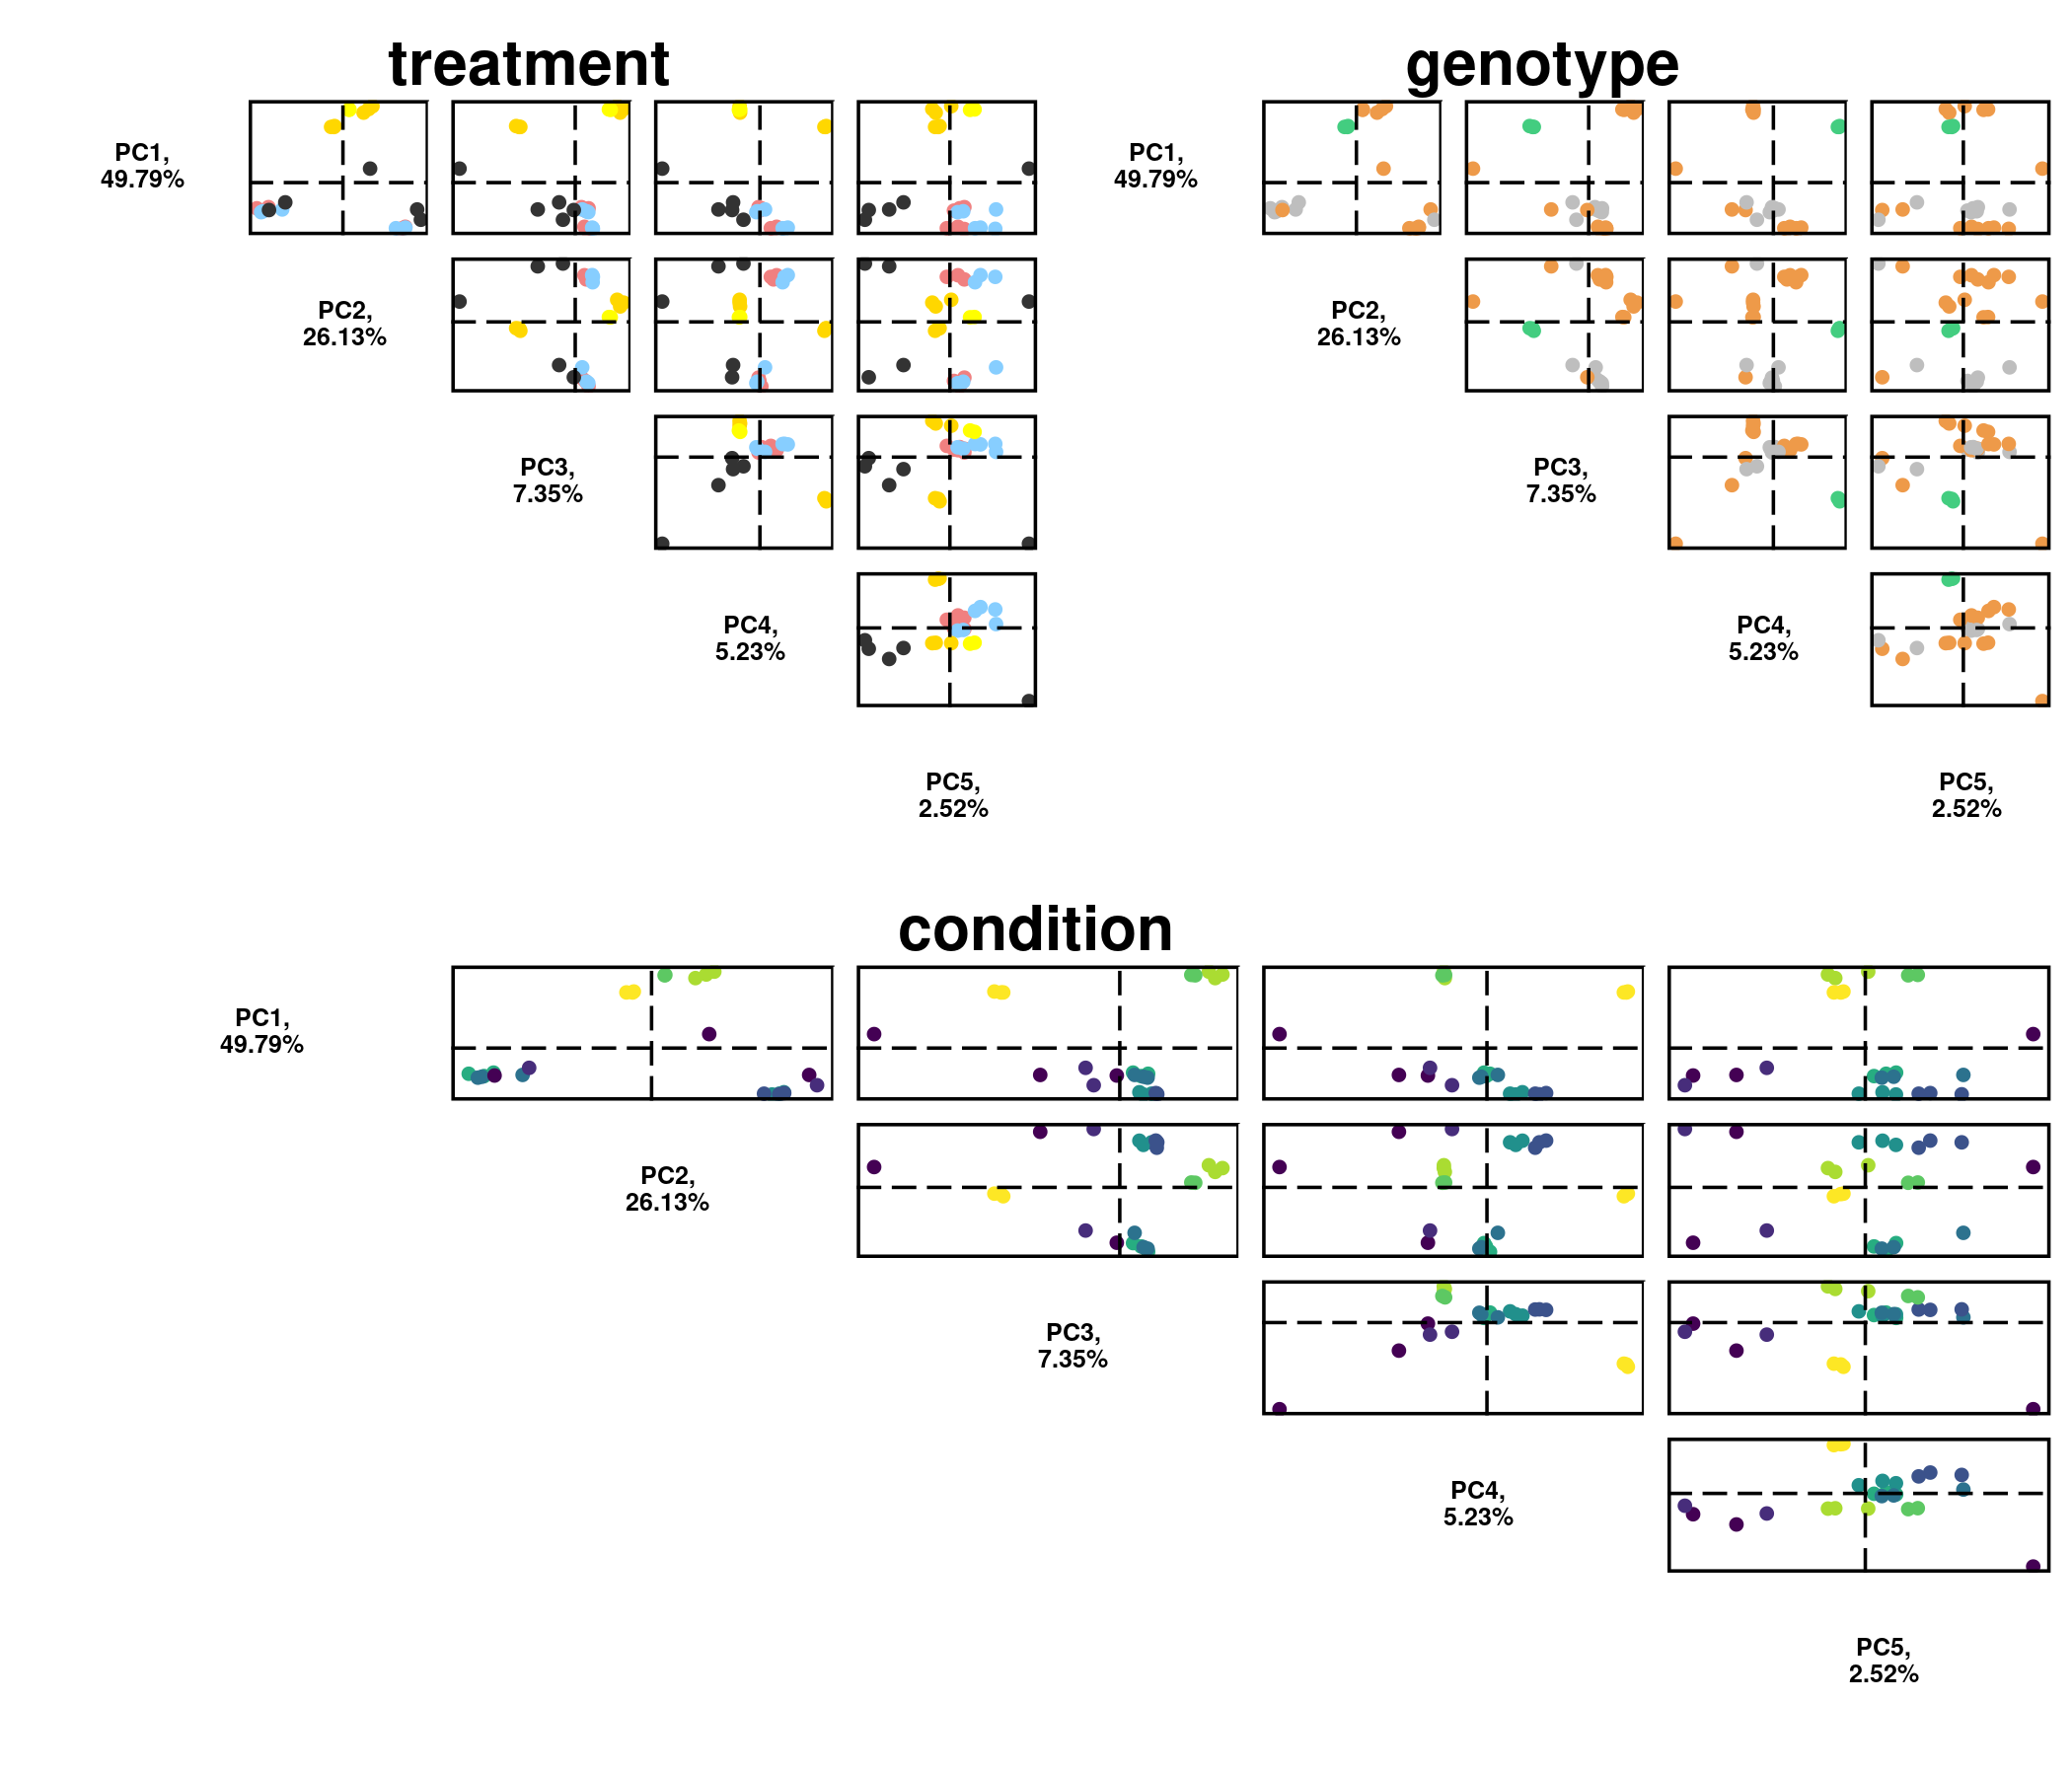 treatment
PC1,
49.79%
PC2,
26.13%
PC3,
7.35%
PC4,
5.23%
PC5,
2.52%
genotype
PC1,
49.79%
PC2,
26.13%
PC3,
7.35%
PC4,
5.23%
PC5,
2.52%
condition
PC1,
49.79%
PC2,
26.13%
PC3,
7.35%
PC4,
5.23%
PC5,
2.52%